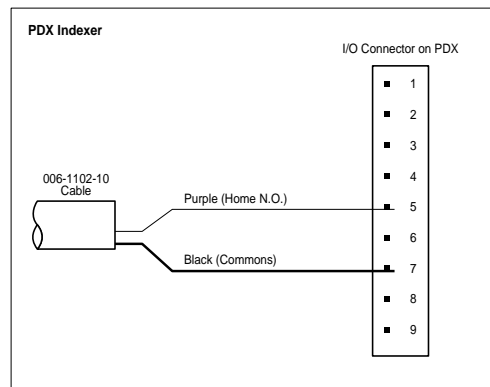 PDX Indexer
I/O Connector on PDX
1
2
3
4
006-1102-10
Cable
Purple (Home N.O.)
5
6
Black (Commons)
7
8
9